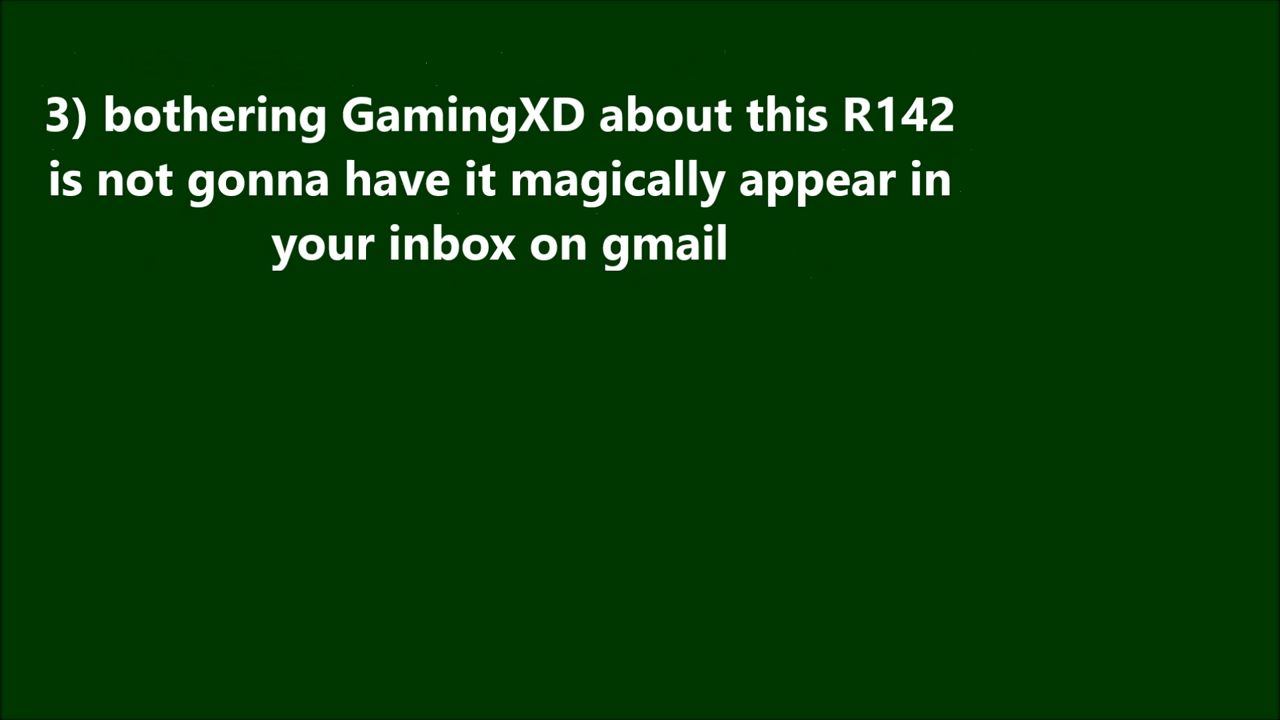 3) bothering GamingXD about this R142
is not gonna have it magically appear in
your inbox on gmail